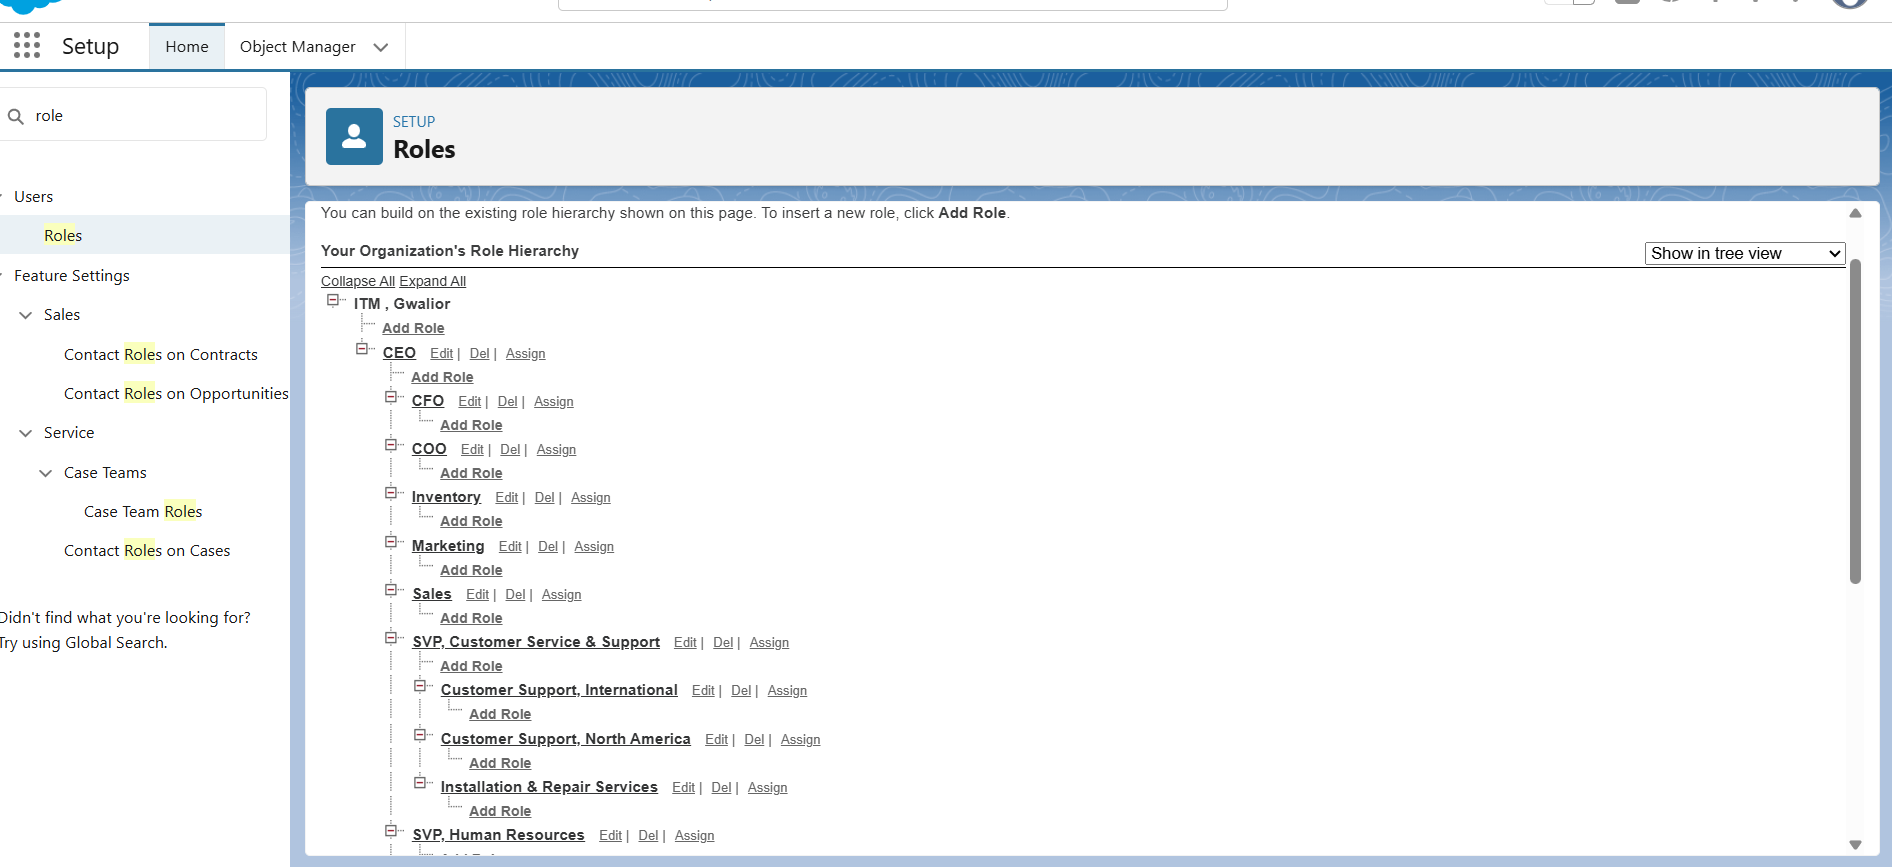 Setup
Home
Object Manager
role
Users
Roles
Feature Settings
Sales
Contact Roles on Contracts
Contact Roles on Opportunities
Service
Case Teams
Case Team Roles
Contact Roles on Cases
Didn't find what you're looking for?
Try using Global Search.
SETUP
Roles
You can build on the existing role hierarchy shown on this page. To insert a new role, click Add Role.
Your Organization's Role Hierarchy
Show in tree view
Collapse All Expand All
ITM , Gwalior
Add Role
CEO Edit | Del | Assign
Add Role
CFO Edit | Del | Assign
Add Role
COO Edit | Del | Assign
Add Role
Inventory Edit | Del | Assign
Add Role
Marketing Edit | Del | Assign
Add Role
Sales Edit | Del | Assign
Add Role
SVP, Customer Service & Support Edit | Del | Assign
Add Role
Customer Support, International Edit | Del | Assign
Add Role
Customer Support, North America Edit | Del | Assign
Add Role
Installation & Repair Services Edit | Del | Assign
Add Role
SVP, Human Resources Edit | Del | Assign